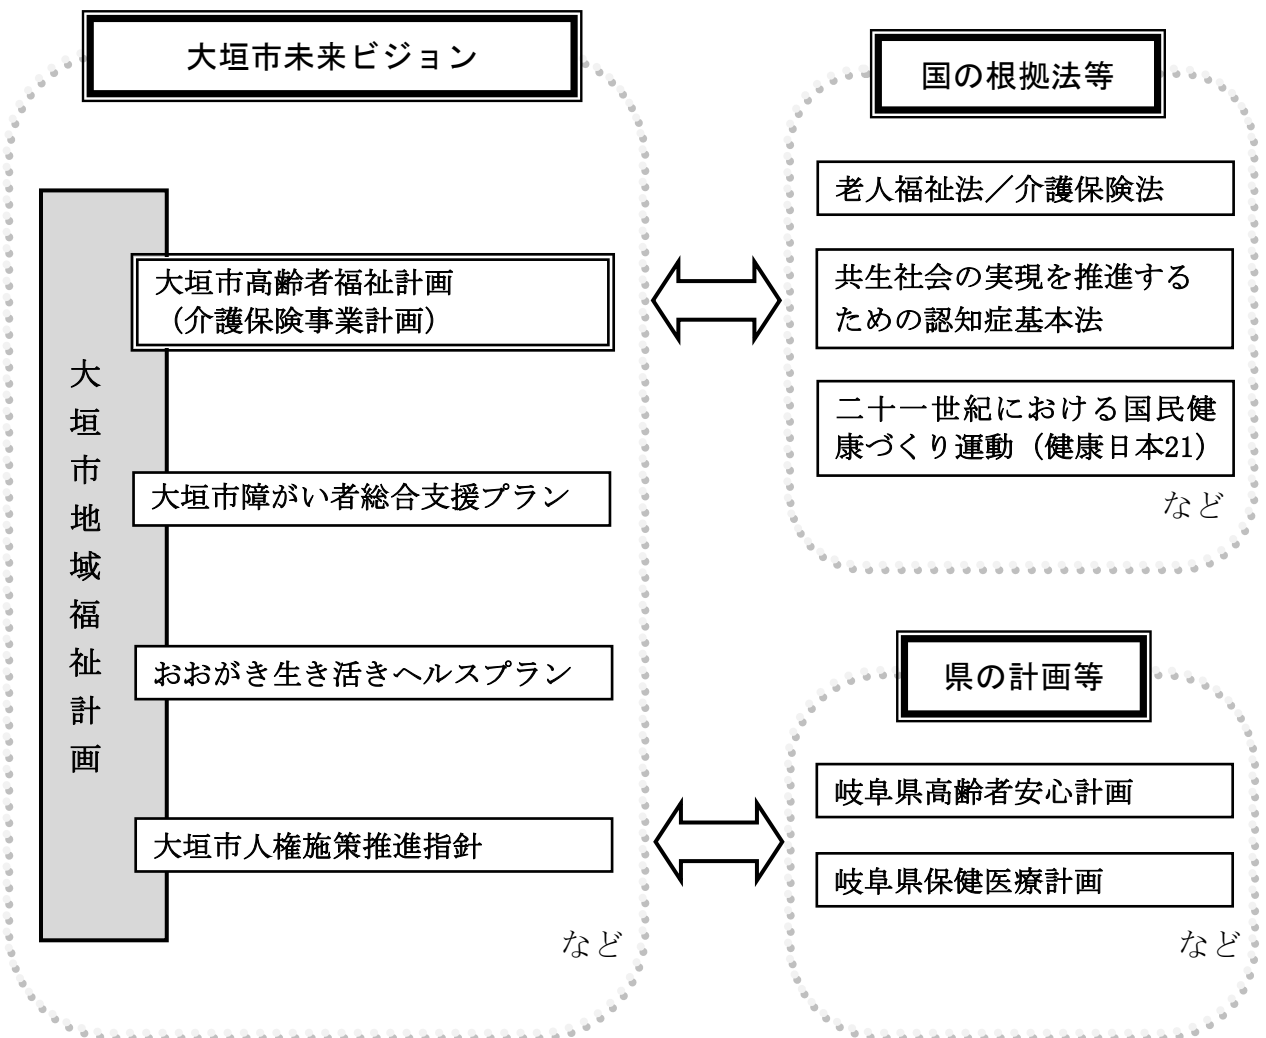 大垣市未来ビジョン
大垣市地域福祉計画
大垣市高齢者福祉計画
（介護保険事業計画）
大垣市障がい者総合支援プラン
おおがき生き活きヘルスプラン
大垣市人権施策推進指針
など
国の根拠法等
老人福祉法／介護保険法
共生社会の実現を推進する
ための認知症基本法
二十一世紀における国民健
康づくり運動（健康日本21）
など
県の計画等
岐阜県高齢者安心計画
岐阜県保健医療計画
など